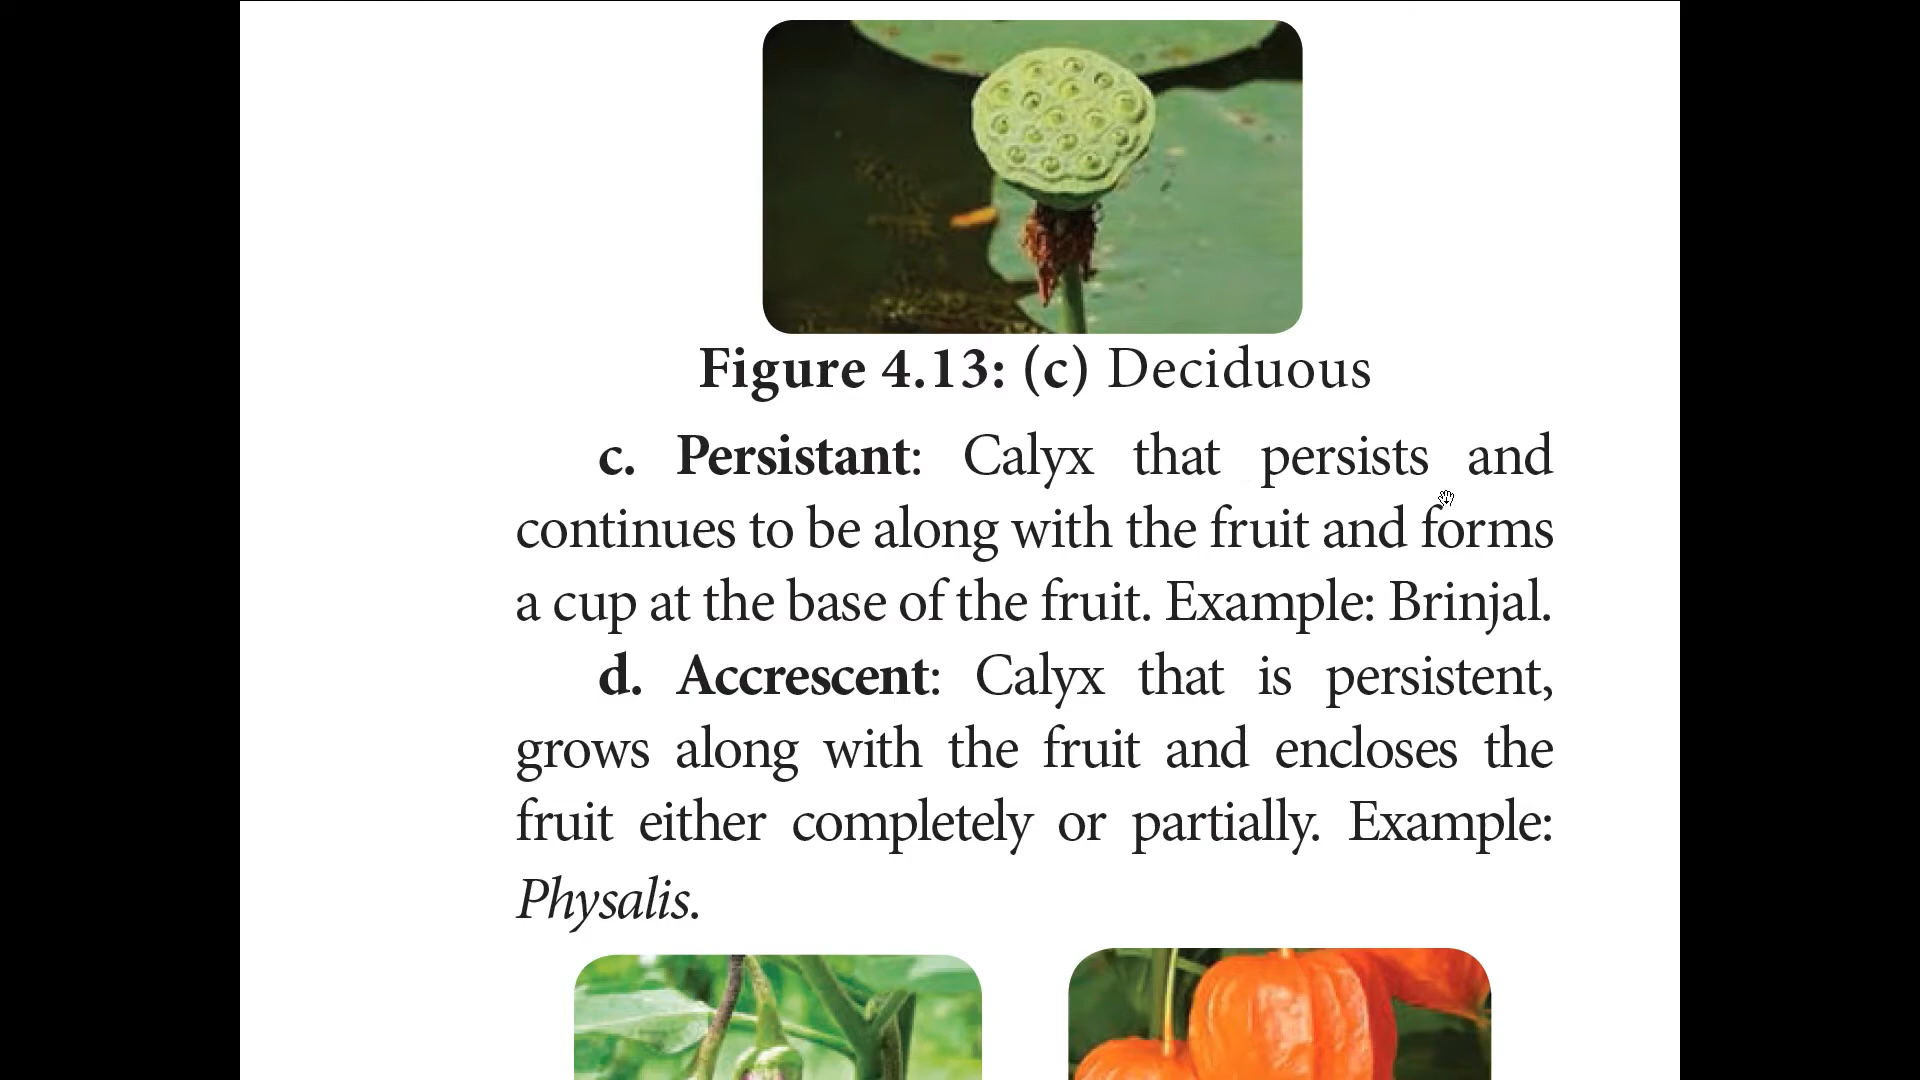 Figure 4.13: (c) Deciduous
c. Persistant: Calyx that persists and
continues to be along with the fruit and forms
a cup at the base of the fruit. Example: Brinjal.
d. Accrescent: Calyx that is persistent,
grows along with the fruit and encloses the
fruit either completely or partially. Example:
Physalis.